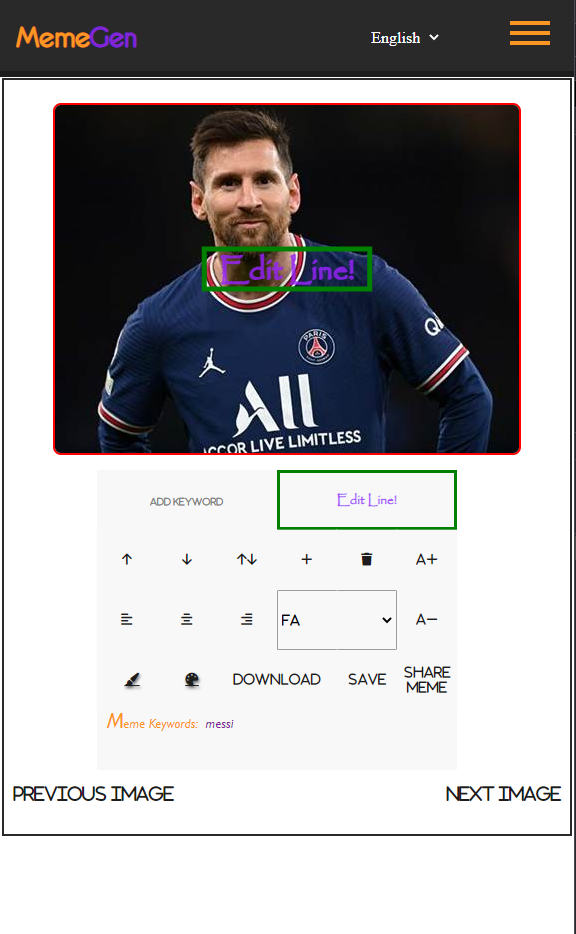 MemeGen
English
Edit Line!
PARIS
ALL
ACCOR LIVE LIMITLESS
ADD KEYWORD
Edit Line!
A+
FA
A-
DOWNLOAD
SAVE
SHARE
MEME
Meme Keywords: messi
PREVIOUS IMAGE
NEXT IMAGE